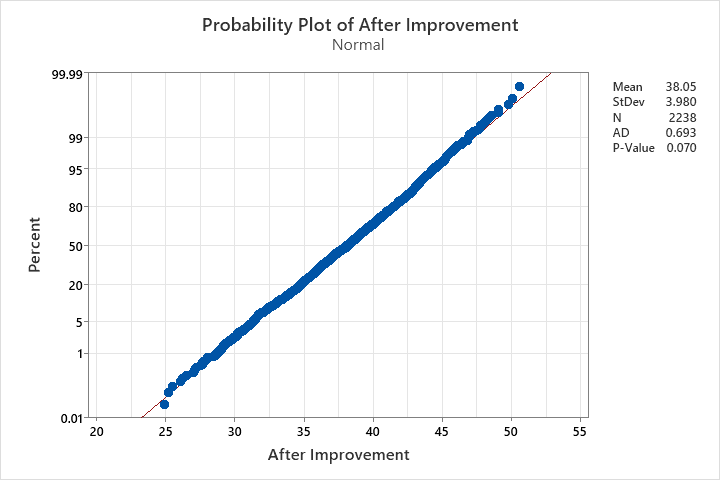 Probability Plot of After Improvement
Normal
99.99
99
95
80
50
20
5
1
0.01
Percent
20 25 30 35 40 45 50 55
After Improvement
Mean 38.05
StDev 3.980
N 2238
AD 0.693
P-Value 0.070